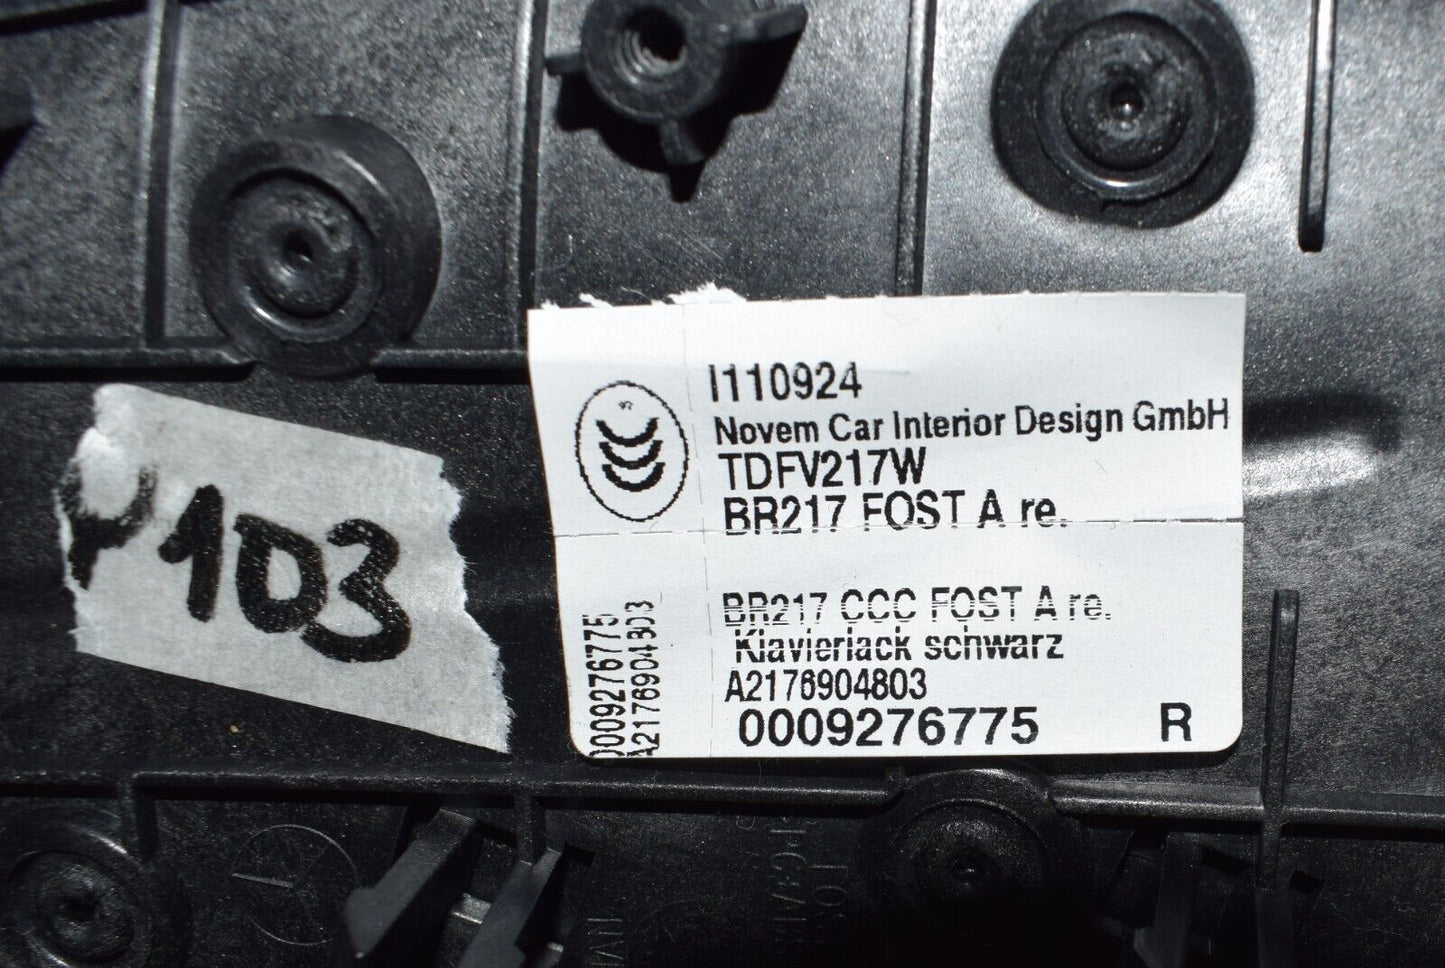 I110924
Novem Car Interior Design GmbH
TDFV217W
BR217 FOST A re.
BR217 CCC FOST A re.
Klavierlack schwarz
A2176904803
0009276775 R
0009276775
A2176904803
103